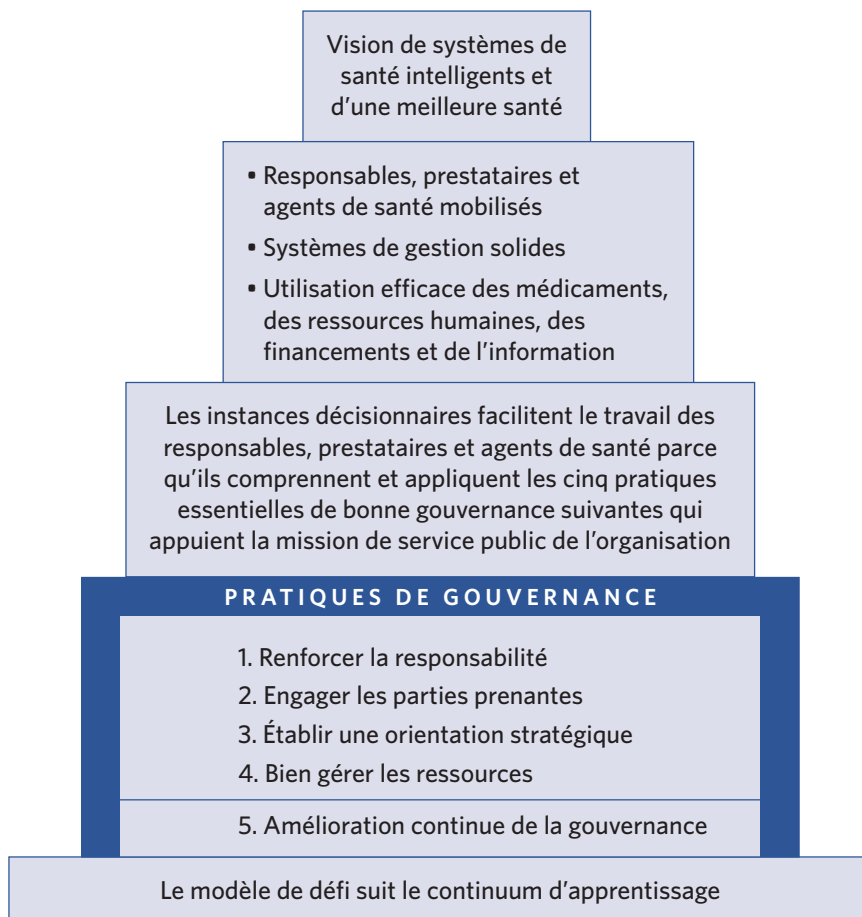 Vision de systèmes de
santé intelligents et
d’une meilleure santé
• Responsables, prestataires et
agents de santé mobilisés
• Systèmes de gestion solides
• Utilisation efficace des médicaments,
des ressources humaines, des
financements et de l’information
Les instances décisionnaires facilitent le travail des
responsables, prestataires et agents de santé parce
qu’ils comprennent et appliquent les cinq pratiques
essentielles de bonne gouvernance suivantes qui
appuient la mission de service public de l’organisation
PRATIQUES DE GOUVERNANCE
1. Renforcer la responsabilité
2. Engager les parties prenantes
3. Établir une orientation stratégique
4. Bien gérer les ressources
5. Amélioration continue de la gouvernance
Le modèle de défi suit le continuum d’apprentissage